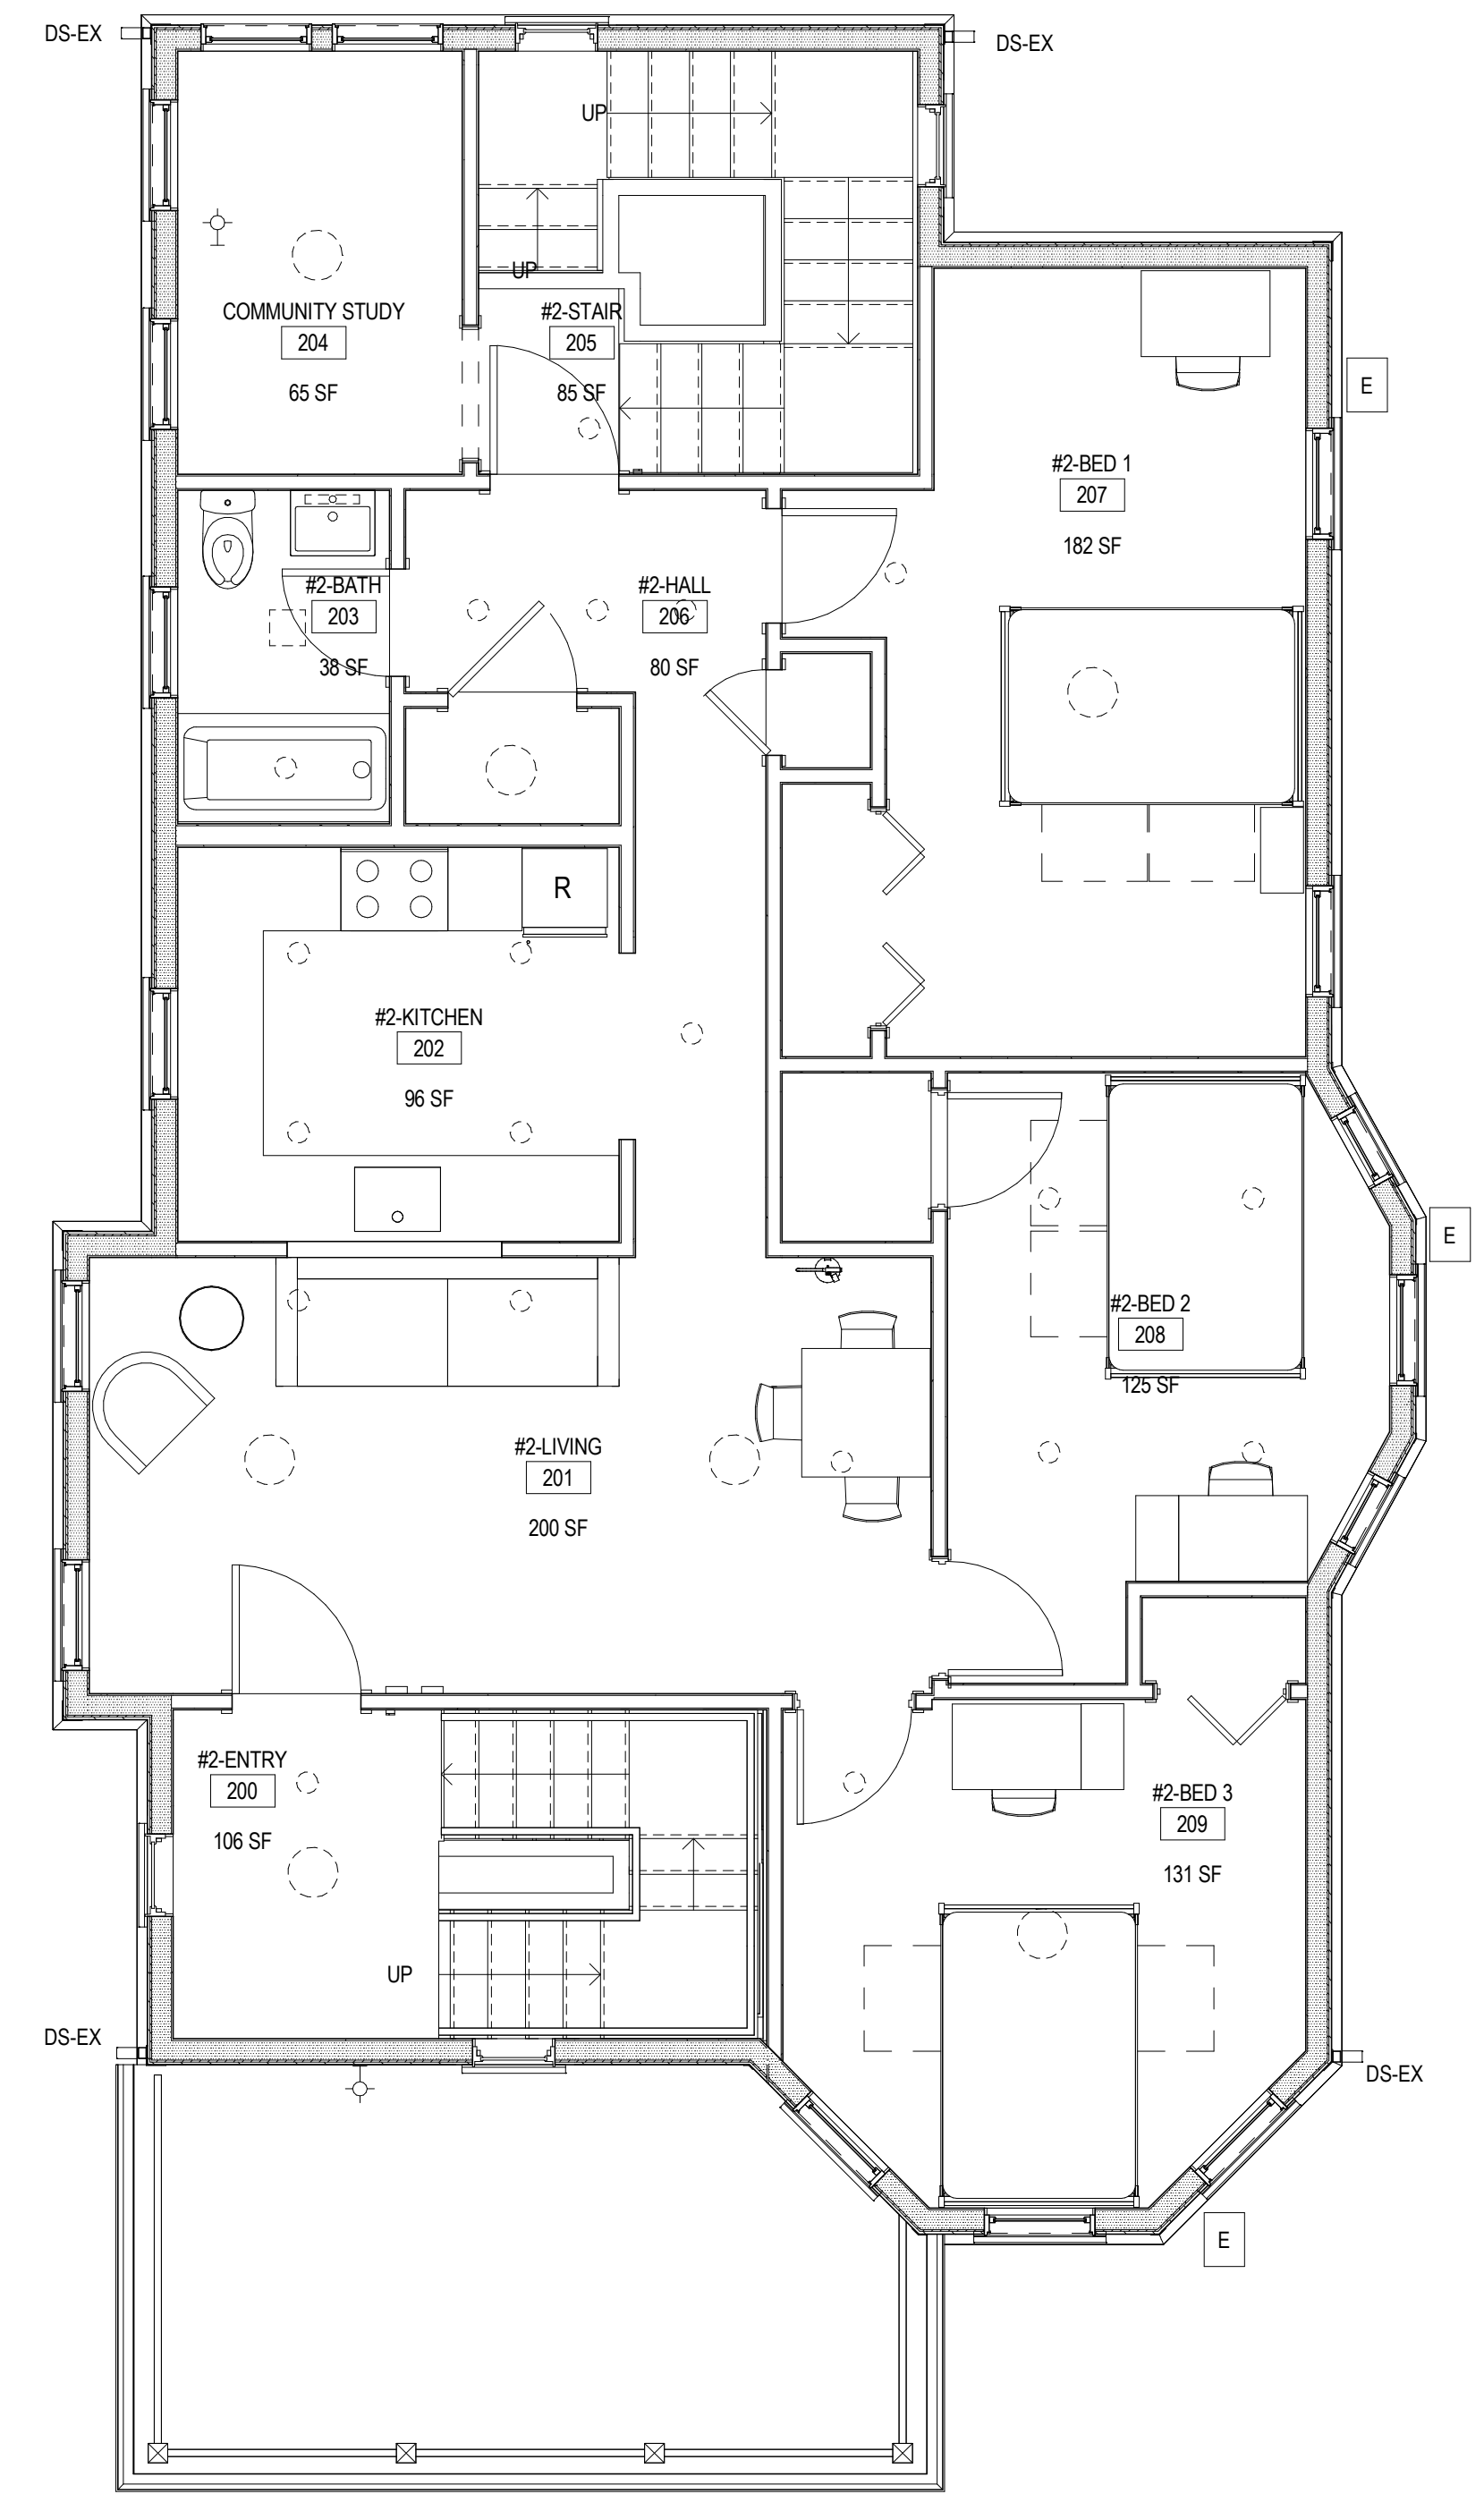 DS-EX
DS-EX
UP
UP
COMMUNITY STUDY
204
65 SF
#2-STAIR
205
85 SF
E
#2-BED 1
207
182 SF
#2-BATH
203
38 SF
#2-HALL
206
80 SF
R
#2-KITCHEN
202
96 SF
E
#2-BED 2
208
125 SF
#2-LIVING
201
200 SF
#2-ENTRY
200
106 SF
#2-BED 3
209
131 SF
UP
DS-EX
DS-EX
E